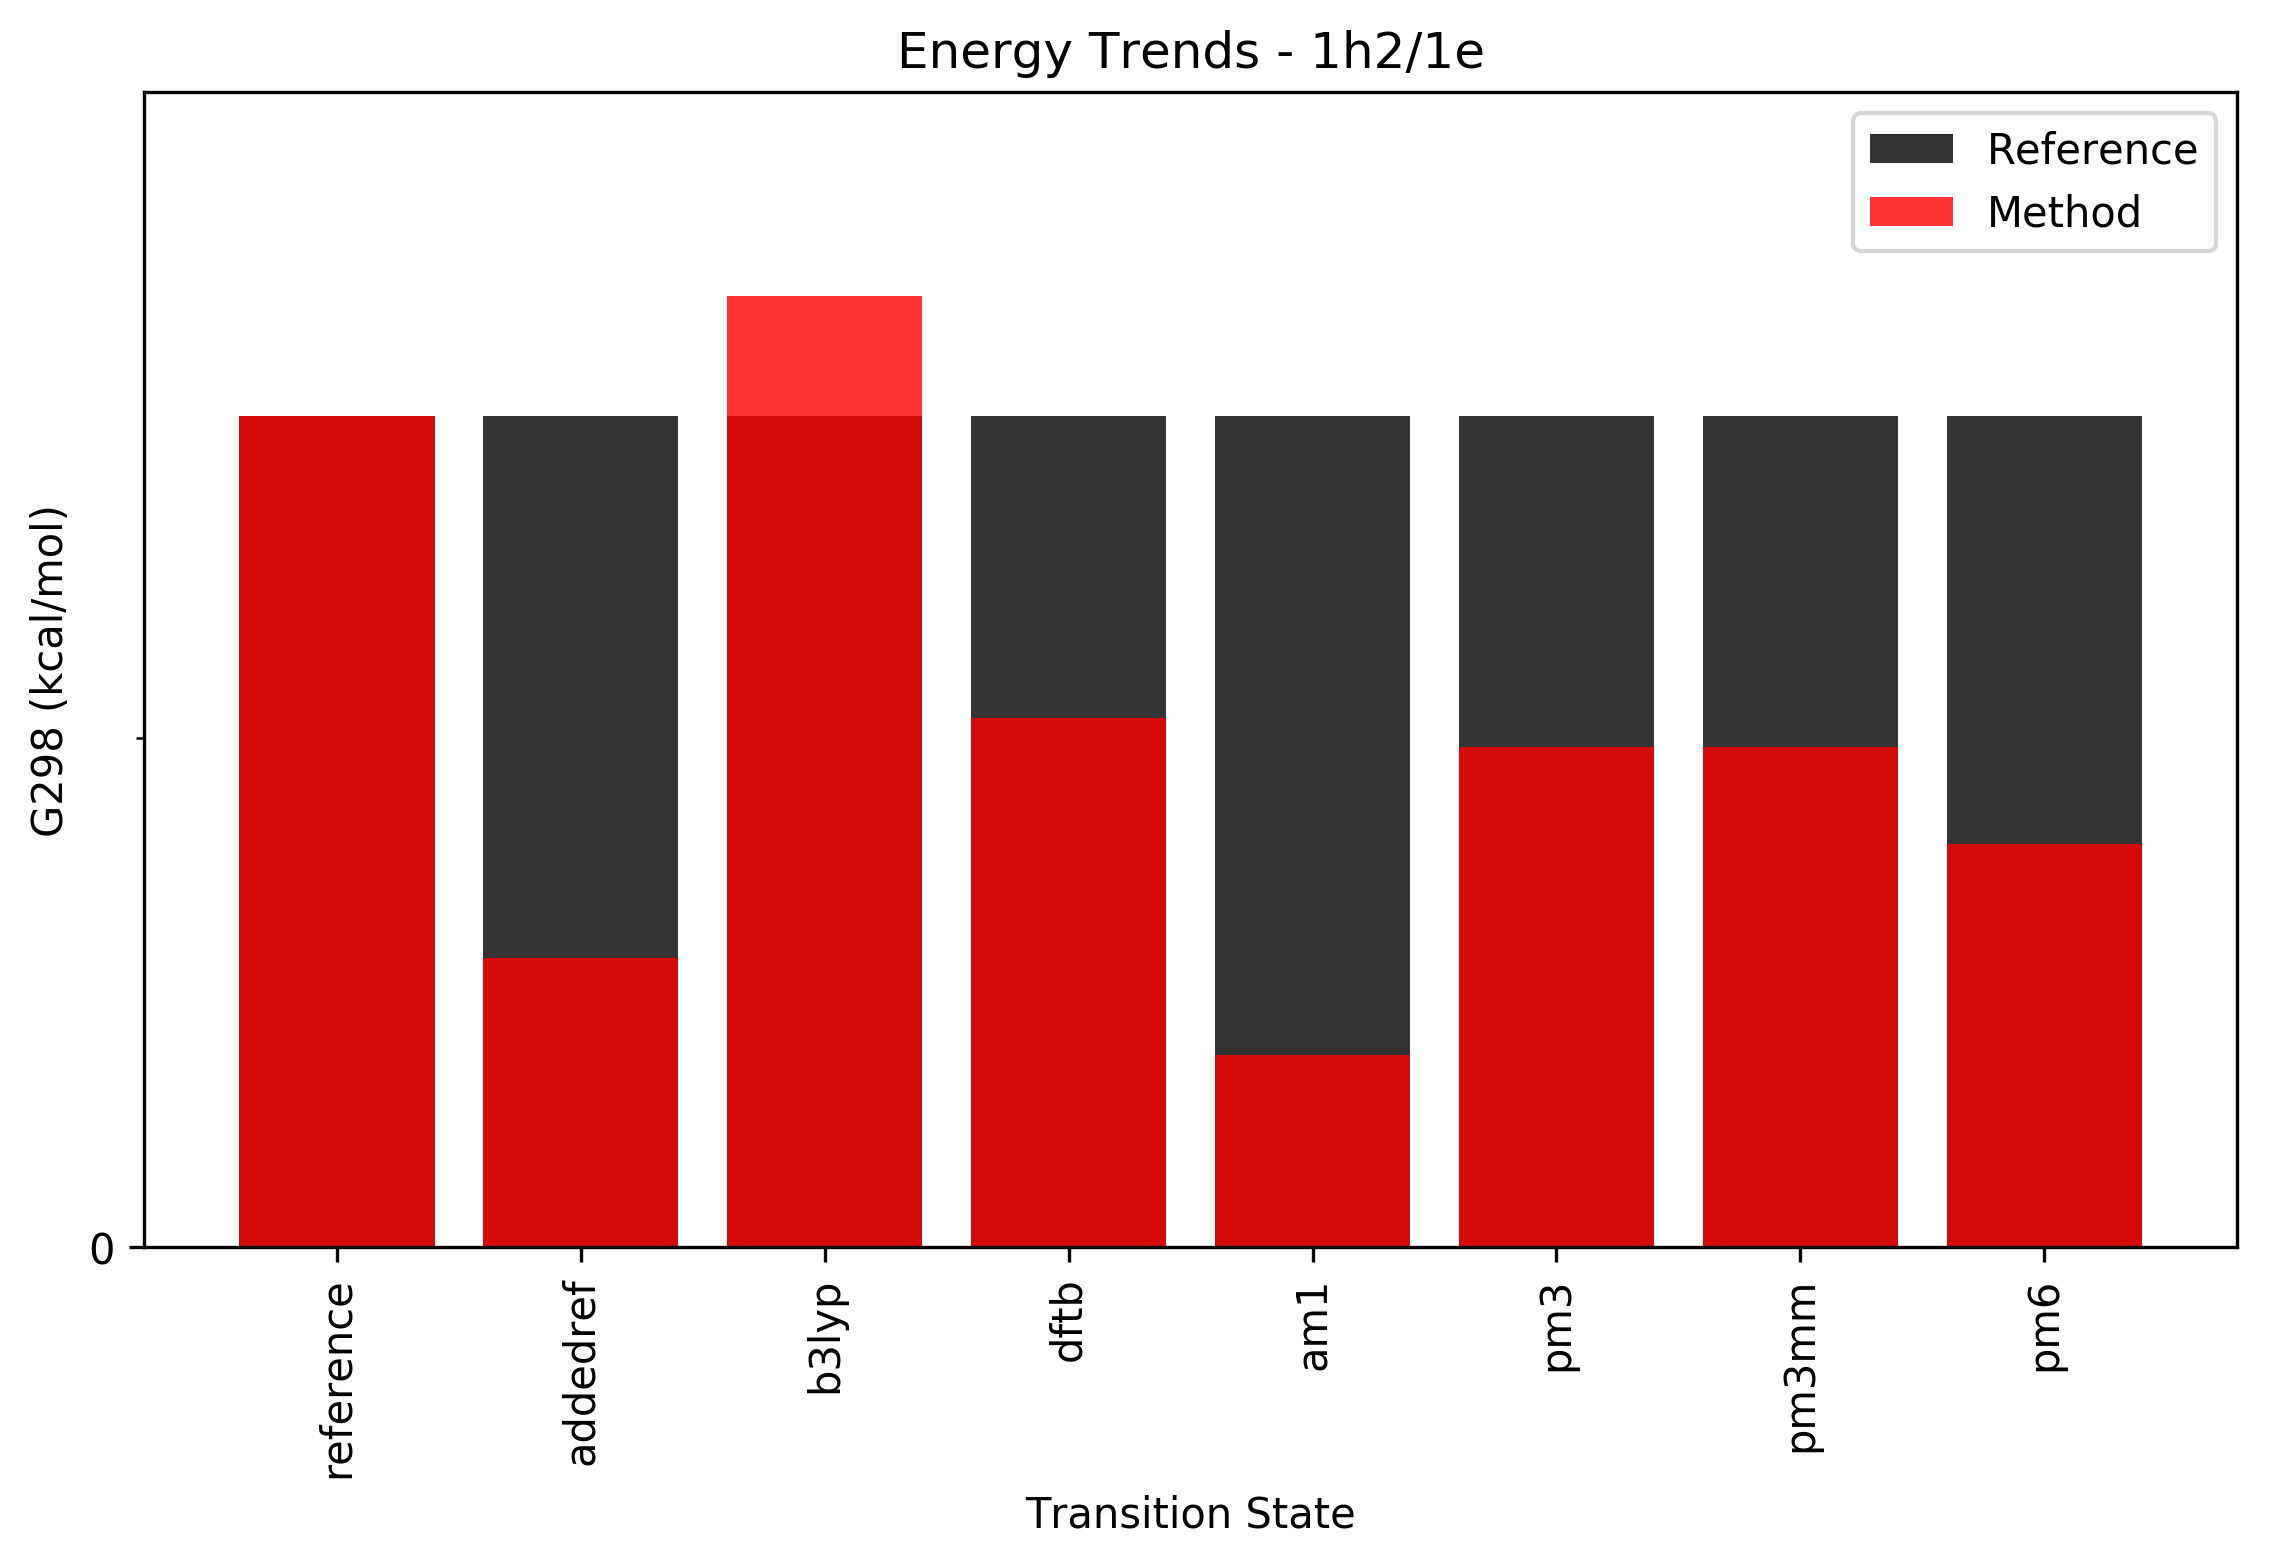 Energy Trends - 1h2/1e
Reference
Method
G298 (kcal/mol)
0
reference
addedref
b3lyp
dftb
am1
pm3
pm3mm
pm6
Transition State